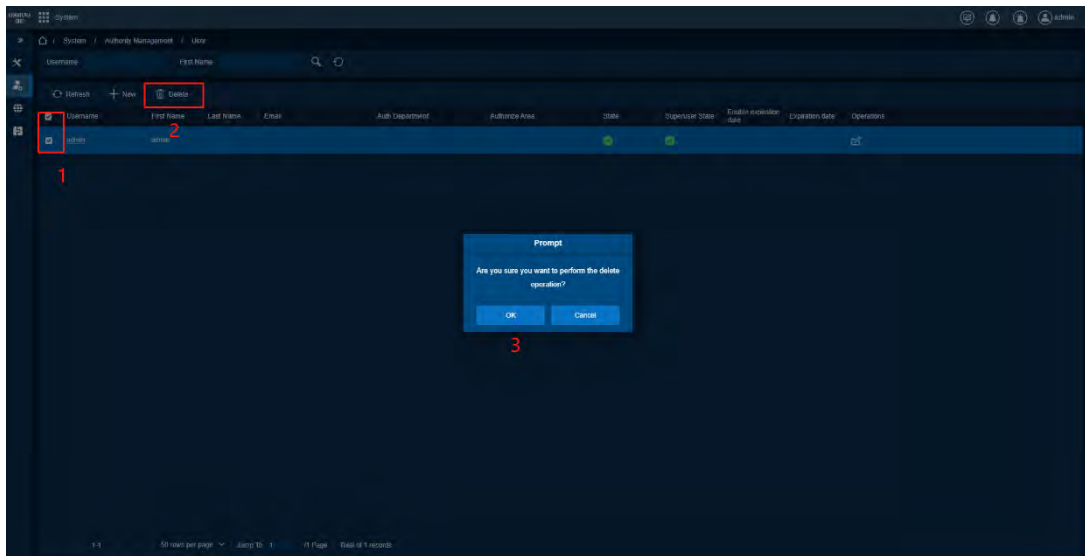 System
admin
/ System / Authority Management / User
Username First Name
Refresh New Delete
2
Username First Name Last Name Email Auth Department Authorize Area State Superuser State Enable expiration date Expiration date Operations
admin admin
1
Prompt
Are you sure you want to perform the delete
operation?
OK Cancel
3
1-1 50 rows per page Jump To 1 /1 Page Total of 1 records